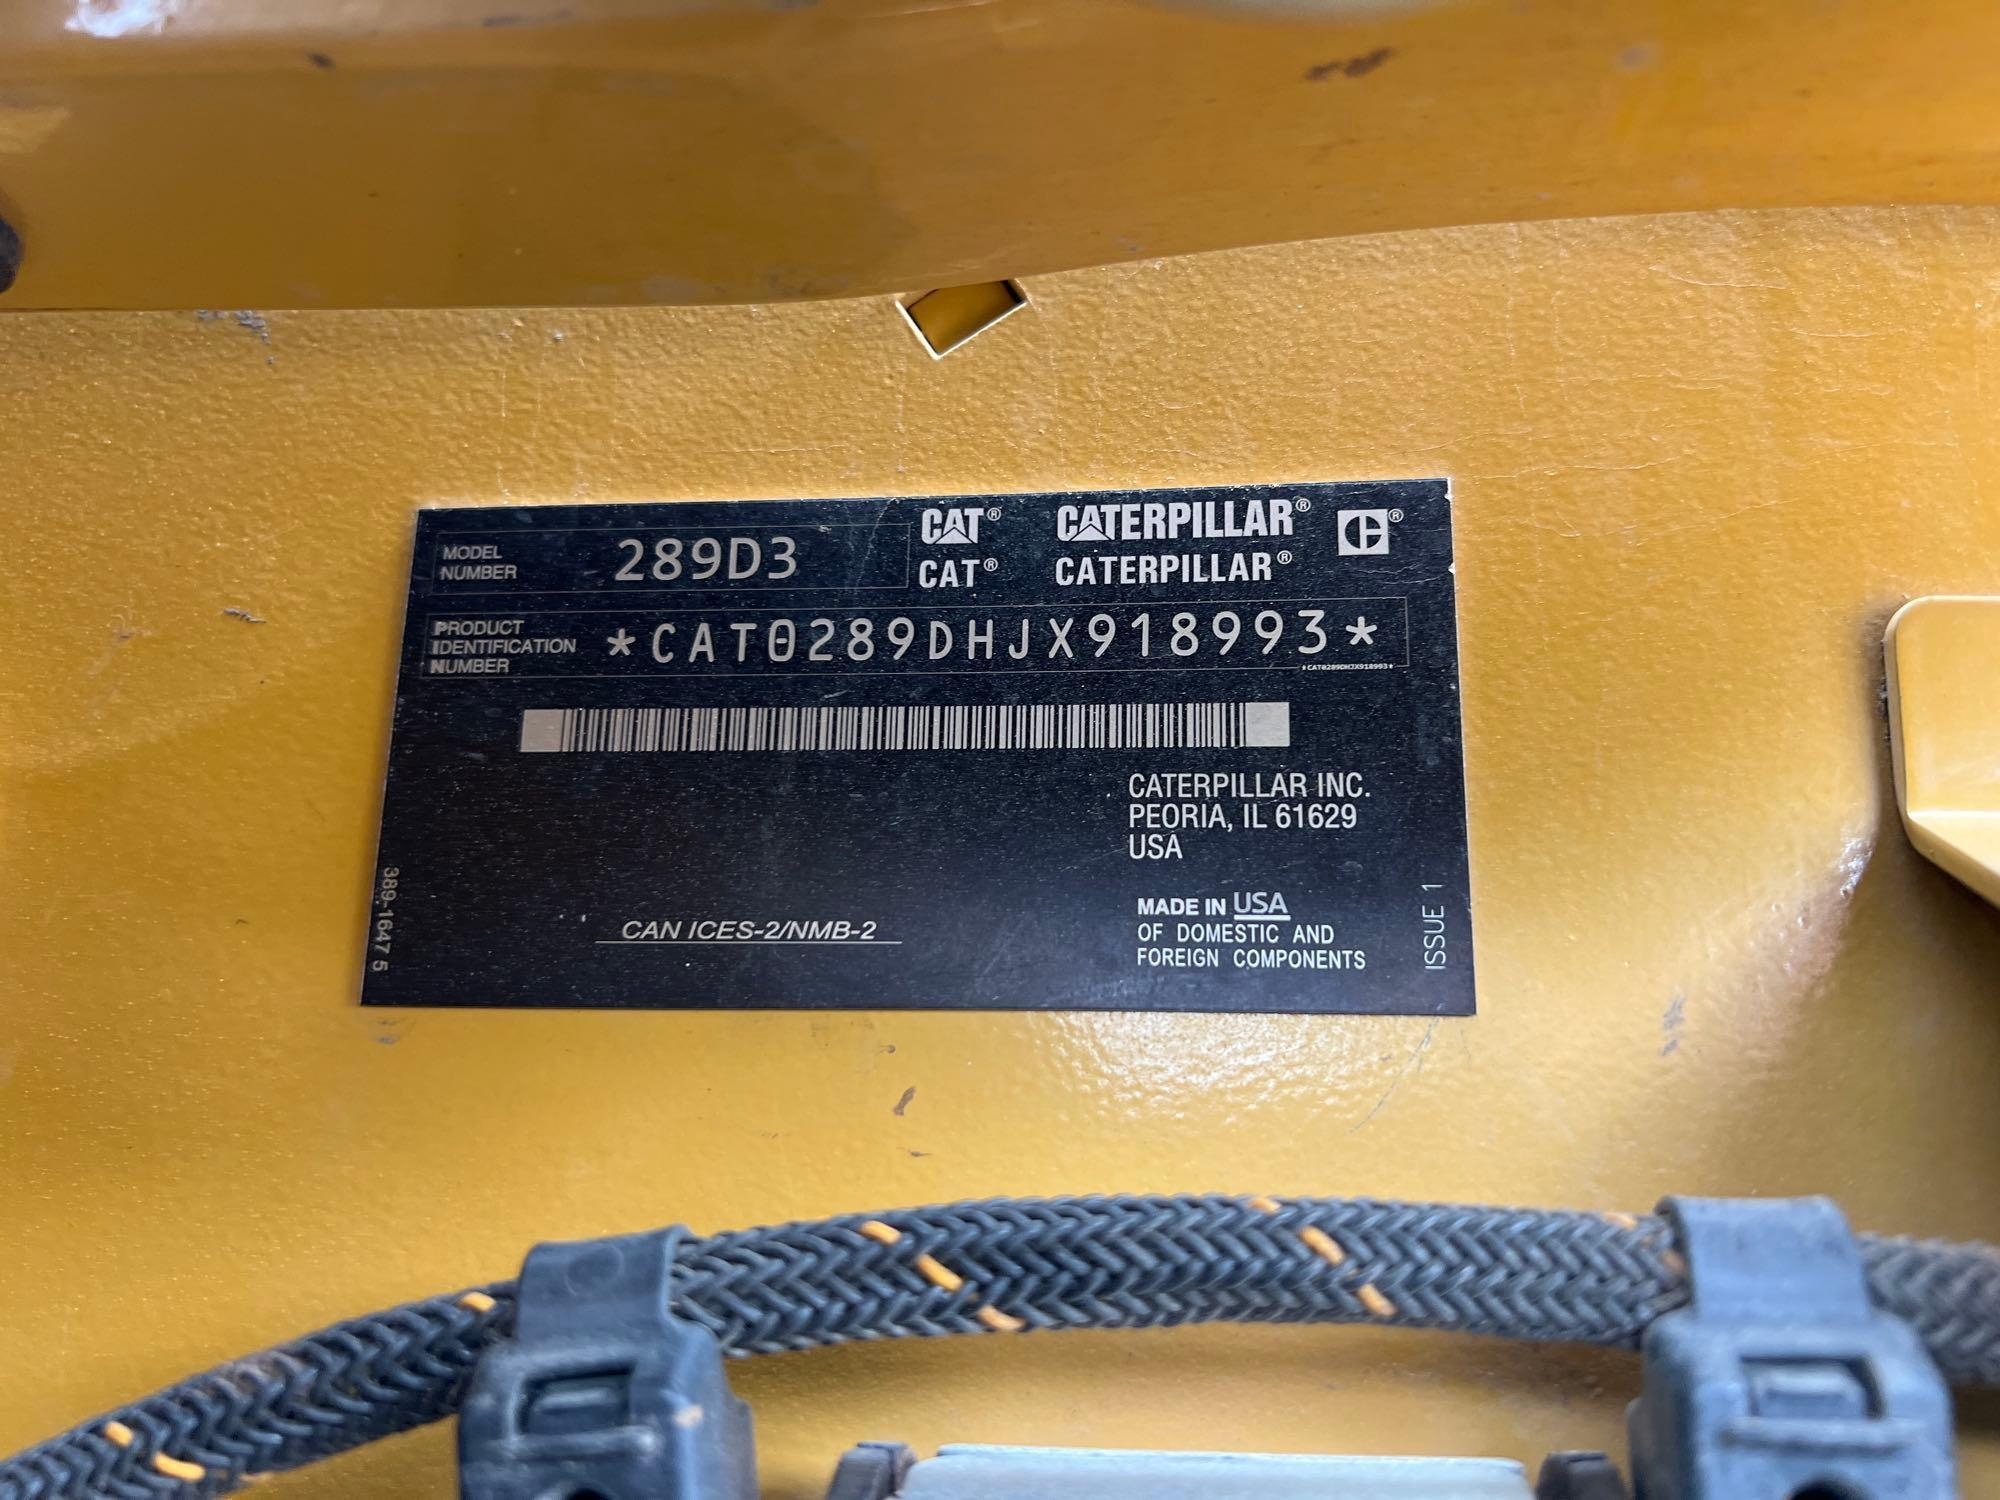 MODEL NUMBER 289D3
CAT® CATERPILLAR® ®
CAT® CATERPILLAR®
PRODUCT IDENTIFICATION NUMBER *CAT0289DHJX918993*
*CAT0289DHJX918993*
CATERPILLAR INC.
PEORIA, IL 61629
USA
CAN ICES-2/NMB-2
MADE IN USA
OF DOMESTIC AND
FOREIGN COMPONENTS
389-1647 5
ISSUE 1